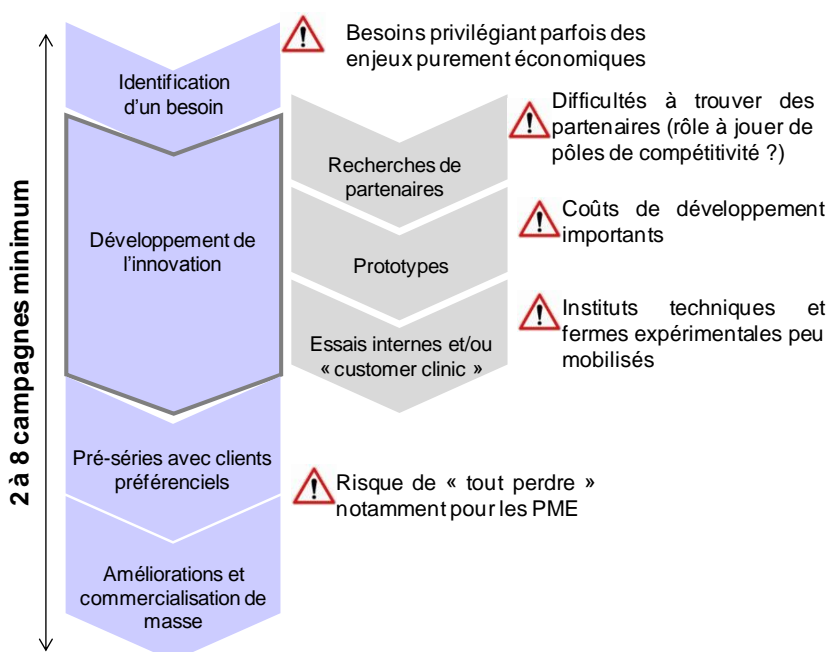 Besoins privilégiant parfois des
enjeux purement économiques
Identification
d'un besoin
Difficultés à trouver des
partenaires (rôle à jouer de
pôles de compétitivité ?)
Recherches de
partenaires
Développement de
l'innovation
Coûts de développement
importants
Prototypes
Instituts techniques et
fermes expérimentales peu
mobilisés
Essais internes et/ou
« customer clinic »
2 à 8 campagnes minimum
Pré-séries avec clients
préférenciels
Risque de « tout perdre »
notamment pour les PME
Améliorations et
commercialisation de
masse